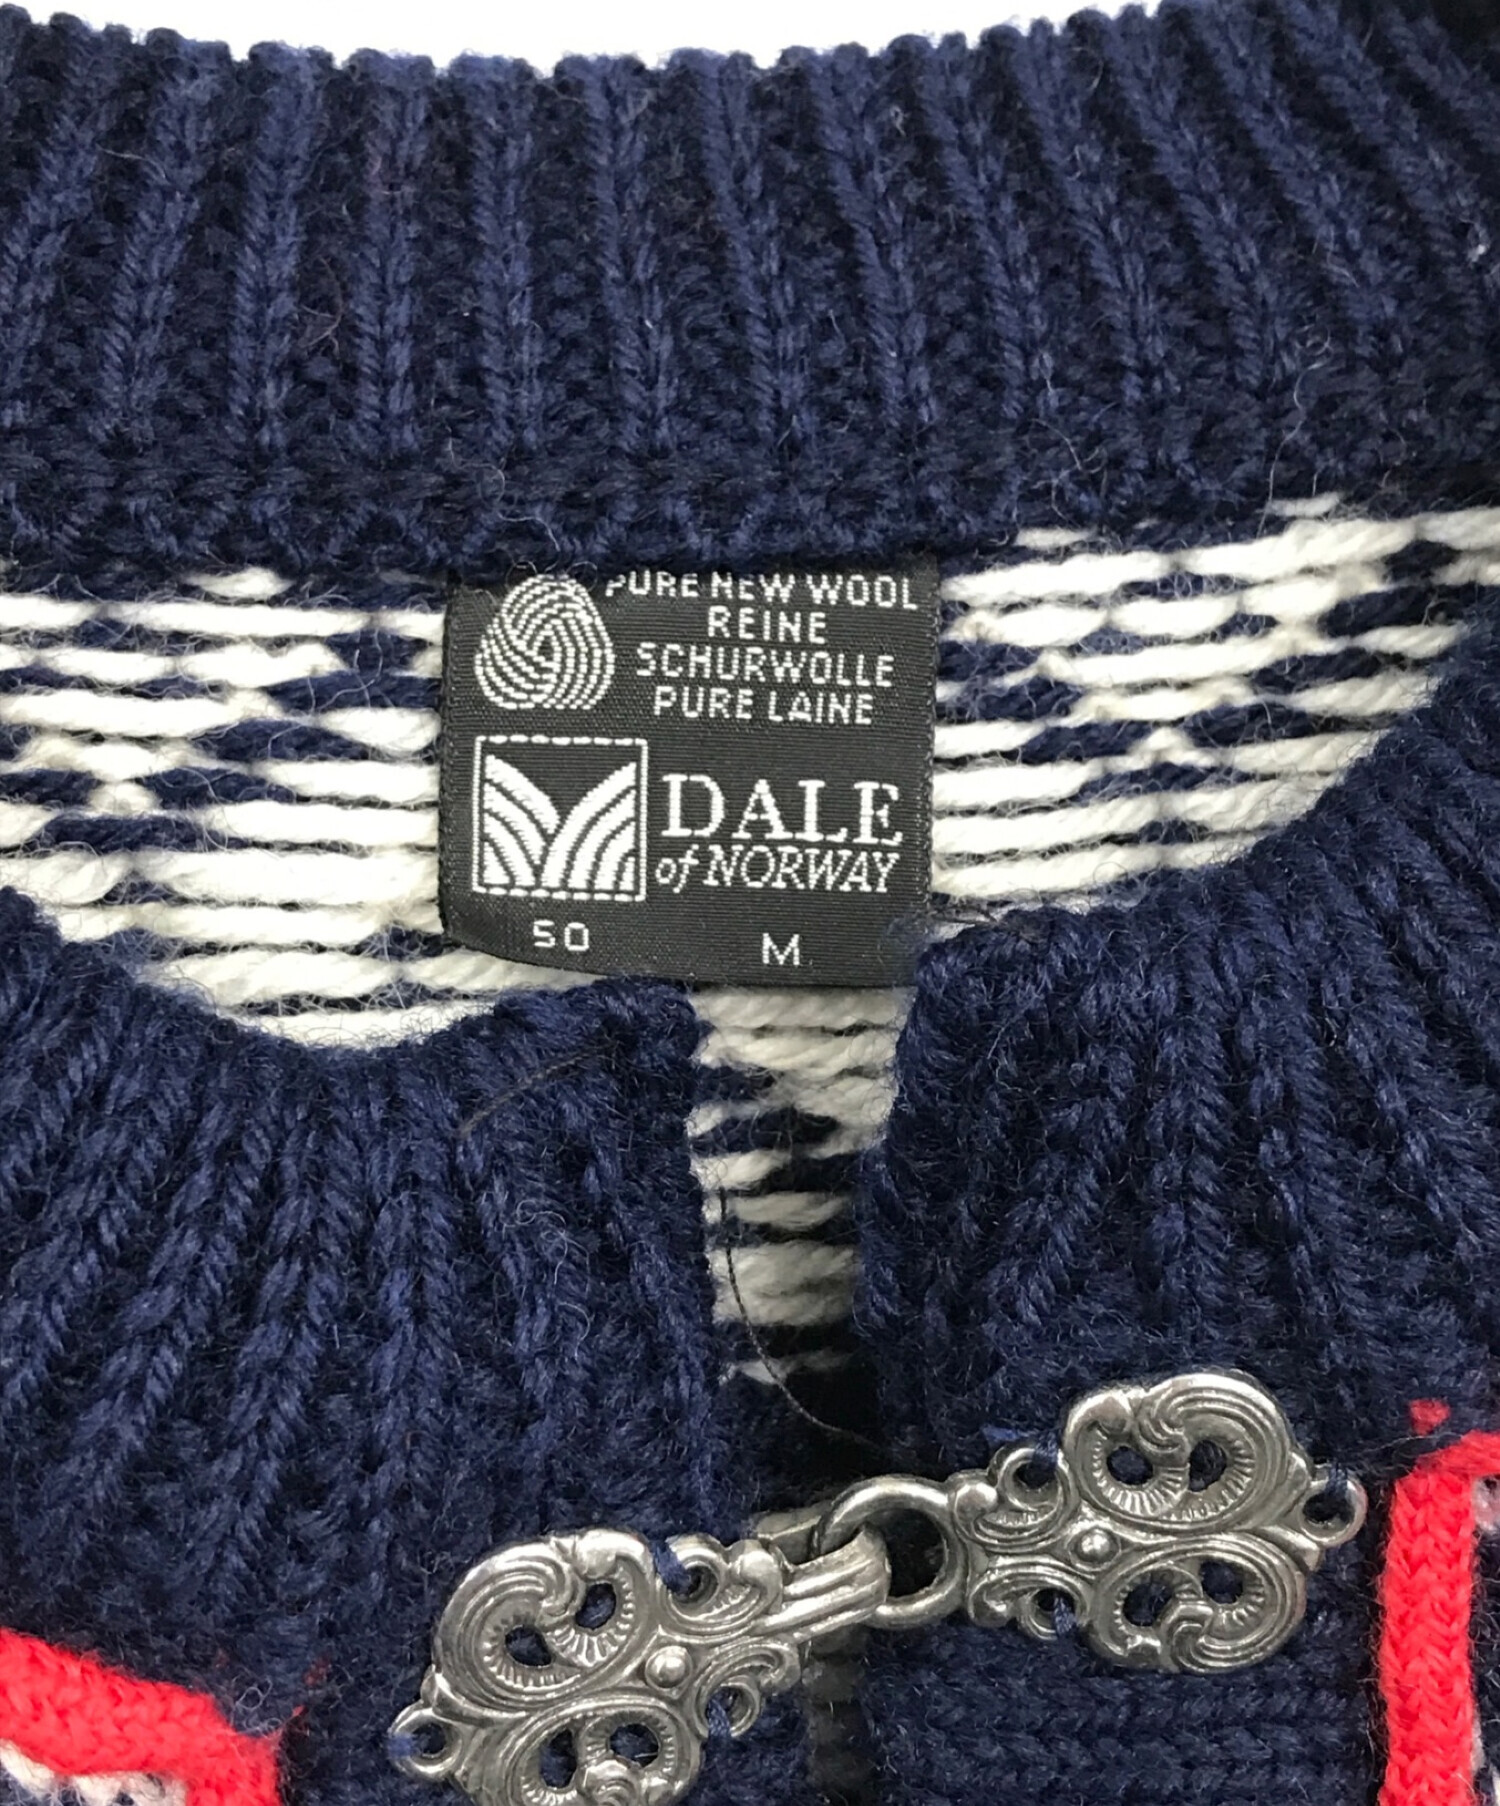 PURE NEW WOOL
REINE
SCHURWOLLE
PURE LAINE
DALE
of NORWAY
50 M